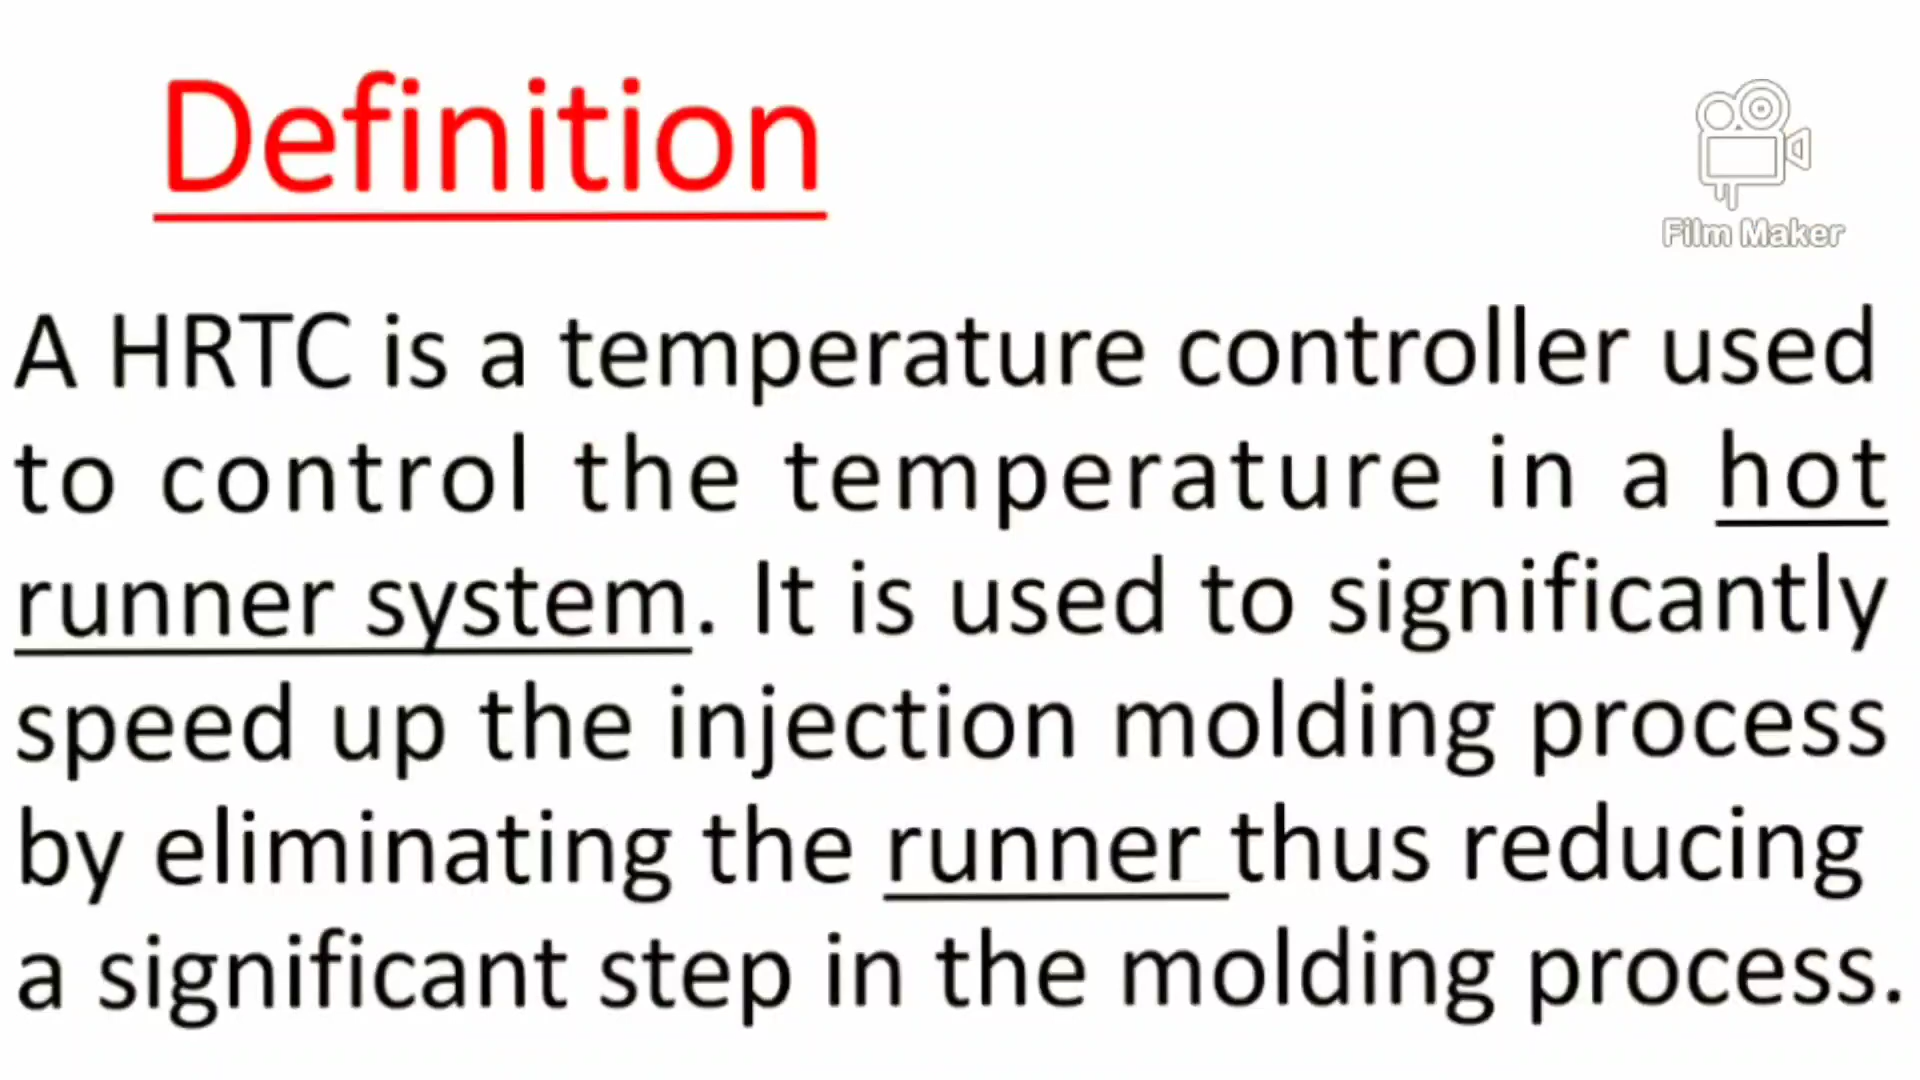 Definition
Film Maker
A HRTC is a temperature controller used
to control the temperature in a hot
runner system. It is used to significantly
speed up the injection molding process
by eliminating the runner thus reducing
a significant step in the molding process.